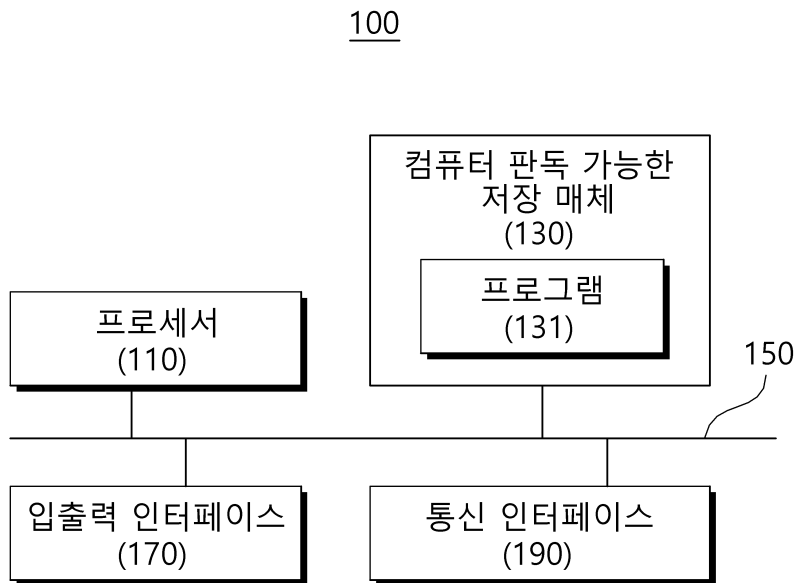 100
컴퓨터 판독 가능한
저장 매체
(130)
프로그램
(131)
프로세서
(110)
150
입출력 인터페이스
(170)
통신 인터페이스
(190)